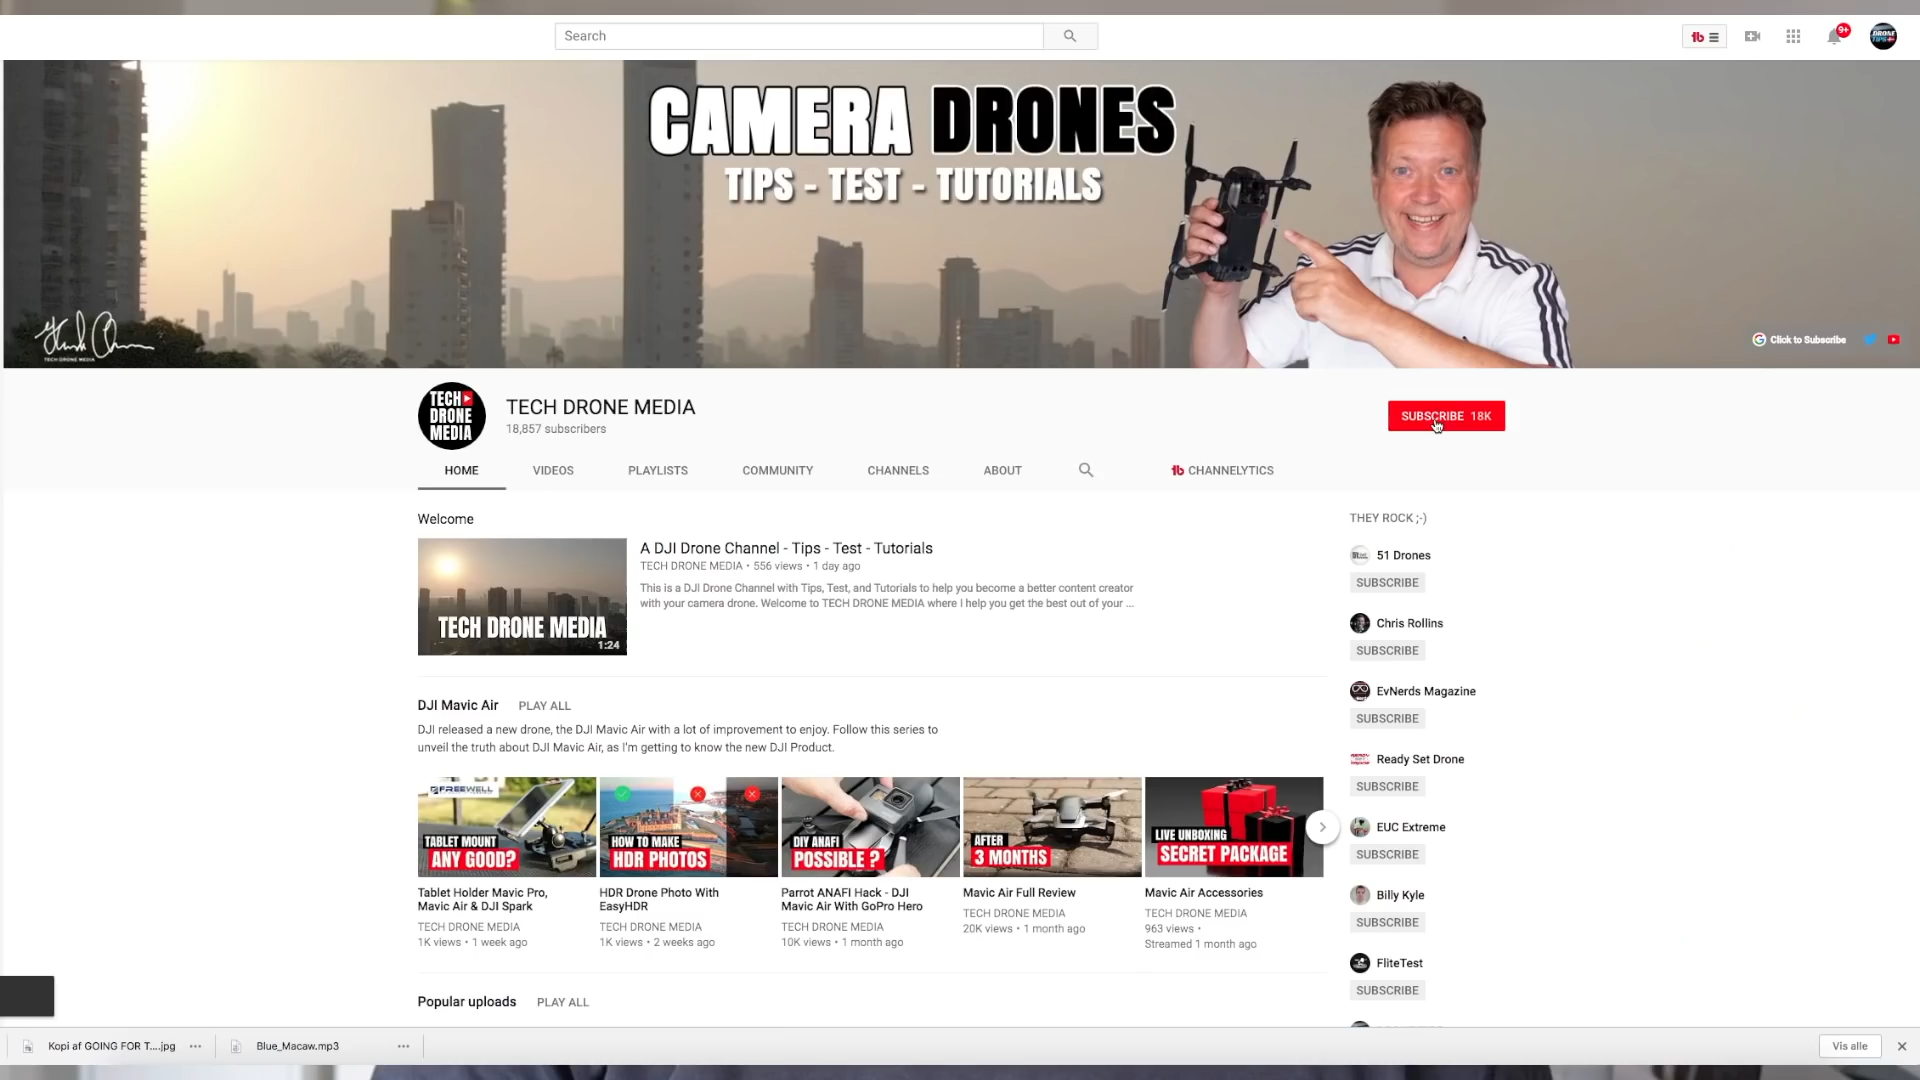 Search
9+
DRONE
TIPS
CAMERA DRONES
TIPS - TEST - TUTORIALS
TECH DRONE MEDIA
Click to Subscribe
TECH
DRONE
MEDIA
TECH DRONE MEDIA
18,857 subscribers
SUBSCRIBE 18K
HOME
VIDEOS
PLAYLISTS
COMMUNITY
CHANNELS
ABOUT
CHANNELYTICS
Welcome
TECH DRONE MEDIA
1:24
A DJI Drone Channel - Tips - Test - Tutorials
TECH DRONE MEDIA • 556 views • 1 day ago
This is a DJI Drone Channel with Tips, Test, and Tutorials to help you become a better content creator
with your camera drone. Welcome to TECH DRONE MEDIA where I help you get the best out of your ...
DJI Mavic Air PLAY ALL
DJI released a new drone, the DJI Mavic Air with a lot of improvement to enjoy. Follow this series to
unveil the truth about DJI Mavic Air, as I'm getting to know the new DJI Product.
FREEWELL
TABLET MOUNT
ANY GOOD?
Tablet Holder Mavic Pro,
Mavic Air & DJI Spark
TECH DRONE MEDIA
1K views • 1 week ago
HOW TO MAKE
HDR PHOTOS
HDR Drone Photo With
EasyHDR
TECH DRONE MEDIA
1K views • 2 weeks ago
DIY ANAFI
POSSIBLE ?
Parrot ANAFI Hack - DJI
Mavic Air With GoPro Hero
TECH DRONE MEDIA
10K views • 1 month ago
AFTER
3 MONTHS
Mavic Air Full Review
TECH DRONE MEDIA
20K views • 1 month ago
LIVE UNBOXING
SECRET PACKAGE
Mavic Air Accessories
TECH DRONE MEDIA
963 views •
Streamed 1 month ago
Popular uploads PLAY ALL
THEY ROCK ;-)
51 Drones
SUBSCRIBE
Chris Rollins
SUBSCRIBE
EvNerds Magazine
SUBSCRIBE
Ready Set Drone
SUBSCRIBE
EUC Extreme
SUBSCRIBE
Billy Kyle
SUBSCRIBE
FliteTest
SUBSCRIBE
Kopi af GOING FOR T....jpg
Blue_Macaw.mp3
Vis alle